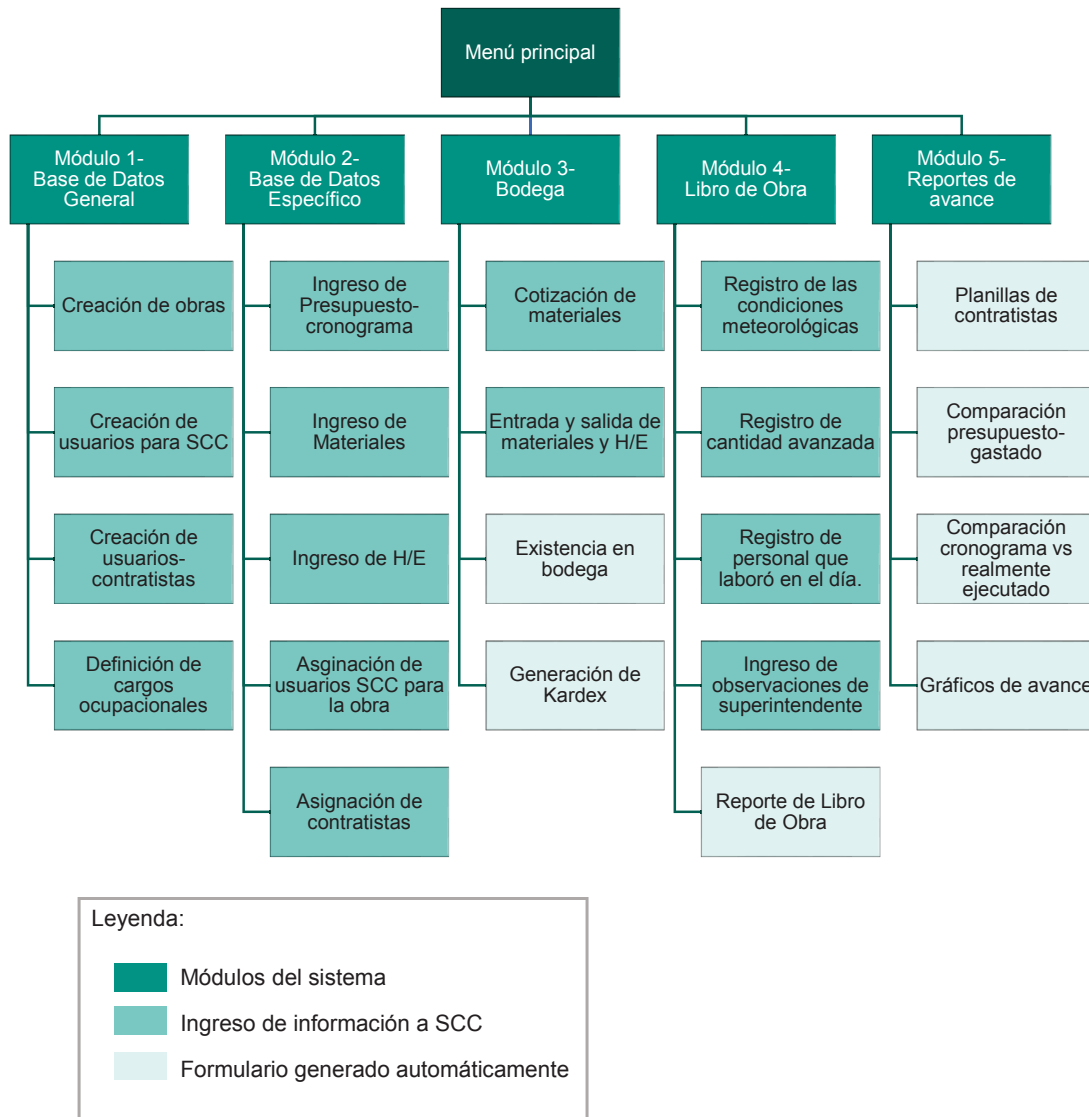 Menú principal
Módulo 1-
Base de Datos
General
Módulo 2-
Base de Datos
Específico
Módulo 3-
Bodega
Módulo 4-
Libro de Obra
Módulo 5-
Reportes de
avance
Creación de obras
Creación de
usuarios para SCC
Creación de
usuarios-
contratistas
Definición de
cargos
ocupacionales
Ingreso de
Presupuesto-
cronograma
Ingreso de
Materiales
Ingreso de H/E
Asginación de
usuarios SCC para
la obra
Asignación de
contratistas
Cotización de
materiales
Entrada y salida de
materiales y H/E
Existencia en
bodega
Generación de
Kardex
Registro de las
condiciones
meteorológicas
Registro de
cantidad avanzada
Registro de
personal que
laboró en el día.
Ingreso de
observaciones de
superintendente
Reporte de Libro
de Obra
Planillas de
contratistas
Comparación
presupuesto-
gastado
Comparación
cronograma vs
realmente
ejecutado
Gráficos de avance
Leyenda:
Módulos del sistema
Ingreso de información a SCC
Formulario generado automáticamente